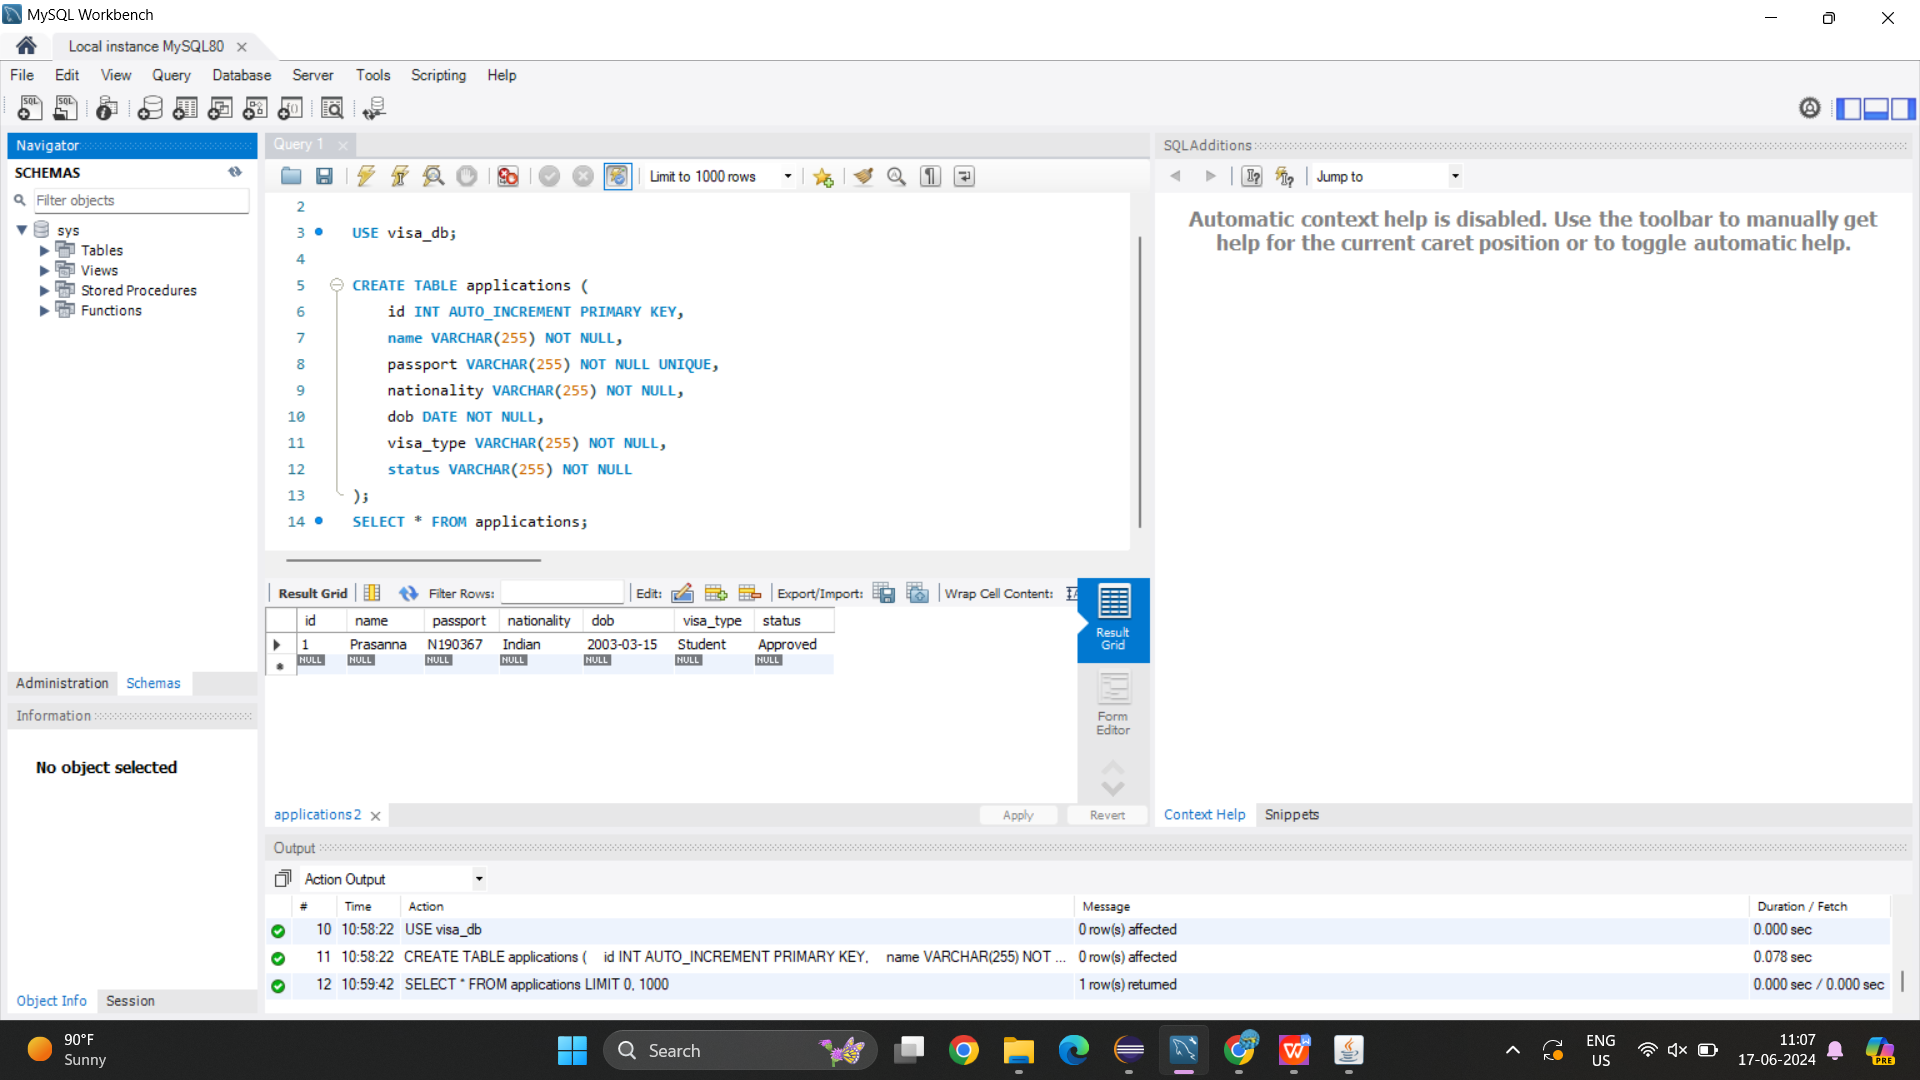 MySQL Workbench
Local instance MySQL80
File Edit View Query Database Server Tools Scripting Help
Navigator
SCHEMAS
Filter objects
sys
Tables
Views
Stored Procedures
Functions
Administration Schemas
Information
No object selected
Object Info Session
Query 1
Limit to 1000 rows
2
3 USE visa_db;
4
5 CREATE TABLE applications (
6 id INT AUTO_INCREMENT PRIMARY KEY,
7 name VARCHAR(255) NOT NULL,
8 passport VARCHAR(255) NOT NULL UNIQUE,
9 nationality VARCHAR(255) NOT NULL,
10 dob DATE NOT NULL,
11 visa_type VARCHAR(255) NOT NULL,
12 status VARCHAR(255) NOT NULL
13 );
14 SELECT * FROM applications;
Result Grid Filter Rows: Edit: Export/Import: Wrap Cell Content:
id name passport nationality dob visa_type status
1 Prasanna N190367 Indian 2003-03-15 Student Approved
NULL NULL NULL NULL NULL NULL NULL
Result
Grid
Form
Editor
applications 2 Apply Revert
SQLAdditions
Jump to
Automatic context help is disabled. Use the toolbar to manually get
help for the current caret position or to toggle automatic help.
Context Help Snippets
Output
Action Output
# Time Action Message Duration / Fetch
10 10:58:22 USE visa_db 0 row(s) affected 0.000 sec
11 10:58:22 CREATE TABLE applications ( id INT AUTO_INCREMENT PRIMARY KEY, name VARCHAR(255) NOT ... 0 row(s) affected 0.078 sec
12 10:59:42 SELECT * FROM applications LIMIT 0, 1000 1 row(s) returned 0.000 sec / 0.000 sec
90°F
Sunny
Search
ENG
US
11:07
17-06-2024
PRE